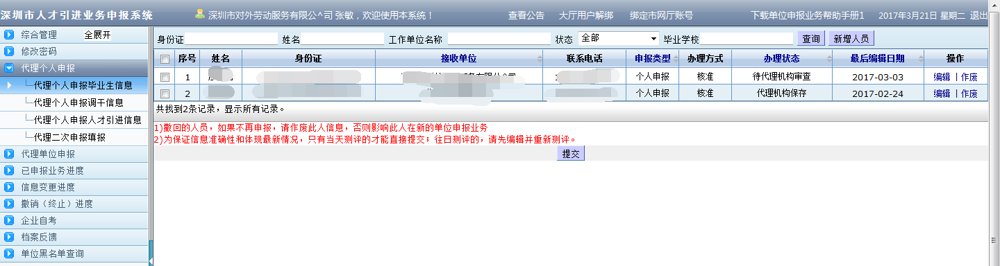 深圳市人才引进业务申报系统 深圳市对外劳动服务有限公^司 张敏，欢迎使用本系统！ 查看公告 大厅用户解绑 绑定市网厅账号 下载单位申报业务帮助手册1 2017年3月21日 星期二 退出
综合管理 全展开
修改密码
代理个人申报
代理个人申报毕业生信息
代理个人申报调干信息
代理个人申报人才引进信息
代理二次申报填报
代理单位申报
已申报业务进度
信息变更进度
撤销（终止）进度
企业自考
档案反馈
单位黑名单查询
身份证 姓名 工作单位名称 状态 全部 毕业学校 查询 新增人员
序号 姓名 身份证 接收单位 联系电话 申报类型 办理方式 办理状态 最后编辑日期 操作
1 个人申报 核准 待代理机构审查 2017-03-03 编辑 | 作废
2 个人申报 核准 代理机构保存 2017-02-24 编辑 | 作废
共找到2条记录，显示所有记录。
1)撤回的人员，如果不再申报，请作废此人信息，否则影响此人在新的单位申报业务
2)为保证信息准确性和体现最新情况，只有当天测评的才能直接提交；往日测评的，请先编辑并重新测评。
提交